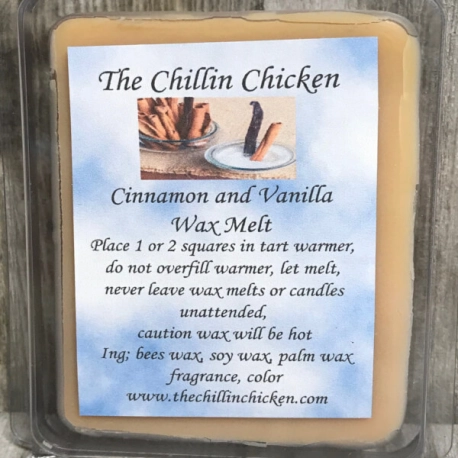 The Chillin Chicken
Cinnamon and Vanilla
Wax Melt
Place 1 or 2 squares in tart warmer,
do not overfill warmer, let melt,
never leave wax melts or candles
unattended,
caution wax will be hot
Ing; bees wax, soy wax, palm wax
fragrance, color
www.thechillinchicken.com